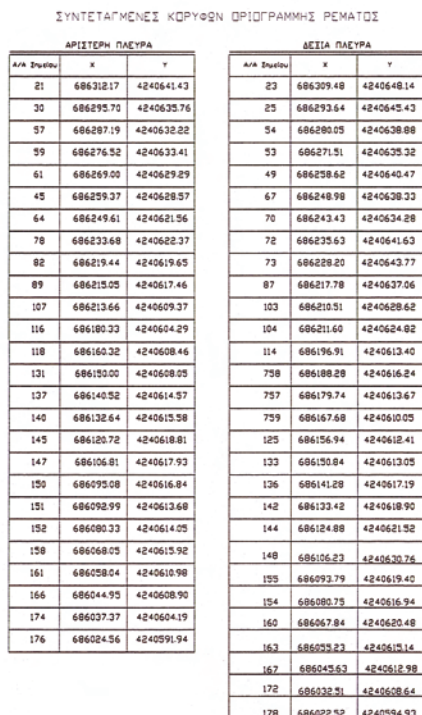 ΣΥΝΤΕΤΑΓΜΕΝΕΣ ΚΟΡΥΦΩΝ ΟΡΙΟΓΡΑΜΜΗΣ ΡΕΜΑΤΟΣ
ΑΡΙΣΤΕΡΗ ΠΛΕΥΡΑ
Α/Α Σημείου X Y
21 686312.17 4240641.43
30 686295.70 4240635.76
57 686287.19 4240632.22
59 686276.52 4240633.41
61 686269.00 4240629.29
45 686259.37 4240628.57
64 686249.61 4240621.56
78 686233.68 4240622.37
82 686219.44 4240619.65
89 686215.05 4240617.46
107 686213.66 4240609.37
116 686180.33 4240604.29
118 686160.32 4240608.46
131 686150.00 4240608.05
137 686140.52 4240614.57
140 686132.64 4240615.58
145 686120.72 4240618.81
147 686106.81 4240617.93
150 686095.08 4240616.84
151 686092.99 4240613.68
152 686080.33 4240614.05
158 686068.05 4240615.92
161 686058.04 4240610.98
166 686044.95 4240608.90
174 686037.37 4240604.19
176 686024.56 4240591.94
ΔΕΞΙΑ ΠΛΕΥΡΑ
Α/Α Σημείου X Y
23 686309.48 4240648.14
25 686293.64 4240645.43
54 686280.05 4240638.88
53 686271.51 4240635.32
49 686258.62 4240640.47
67 686248.98 4240638.33
70 686243.43 4240634.28
72 686235.63 4240641.63
73 686228.20 4240643.77
87 686217.78 4240637.06
103 686210.51 4240628.62
104 686211.60 4240624.82
114 686196.91 4240613.40
758 686188.28 4240616.24
757 686179.74 4240613.67
759 686167.68 4240610.05
125 686156.94 4240612.41
133 686150.84 4240613.05
136 686141.28 4240617.19
142 686133.42 4240618.90
144 686124.88 4240621.52
148 686106.23 4240630.76
155 686093.79 4240619.40
154 686080.75 4240616.94
160 686067.84 4240620.48
163 686055.23 4240615.14
167 686045.63 4240612.98
172 686032.51 4240608.64
178 686022.52 4240594.93